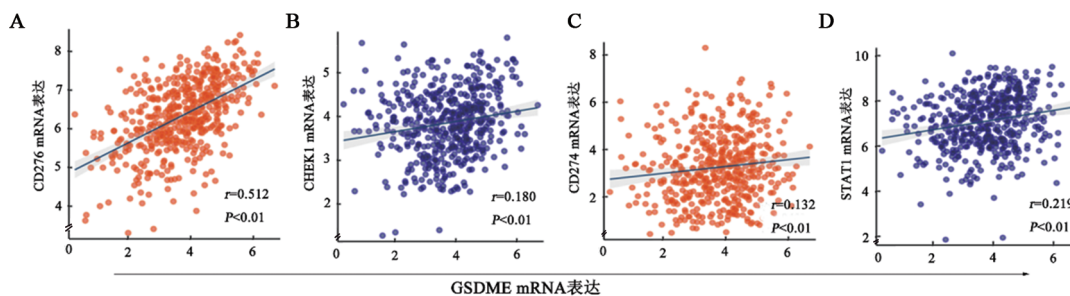 A
CD276 mRNA表达
8
7
6
5
4
0
2
4
6
r=0.512
P<0.01
B
CHEK1 mRNA表达
5
4
3
2
0
2
4
6
r=0.180
P<0.01
C
CD274 mRNA表达
8
6
4
2
0
2
4
6
r=0.132
P<0.01
D
STAT1 mRNA表达
10
8
6
4
2
0
2
4
6
r=0.219
P<0.01
GSDME mRNA表达